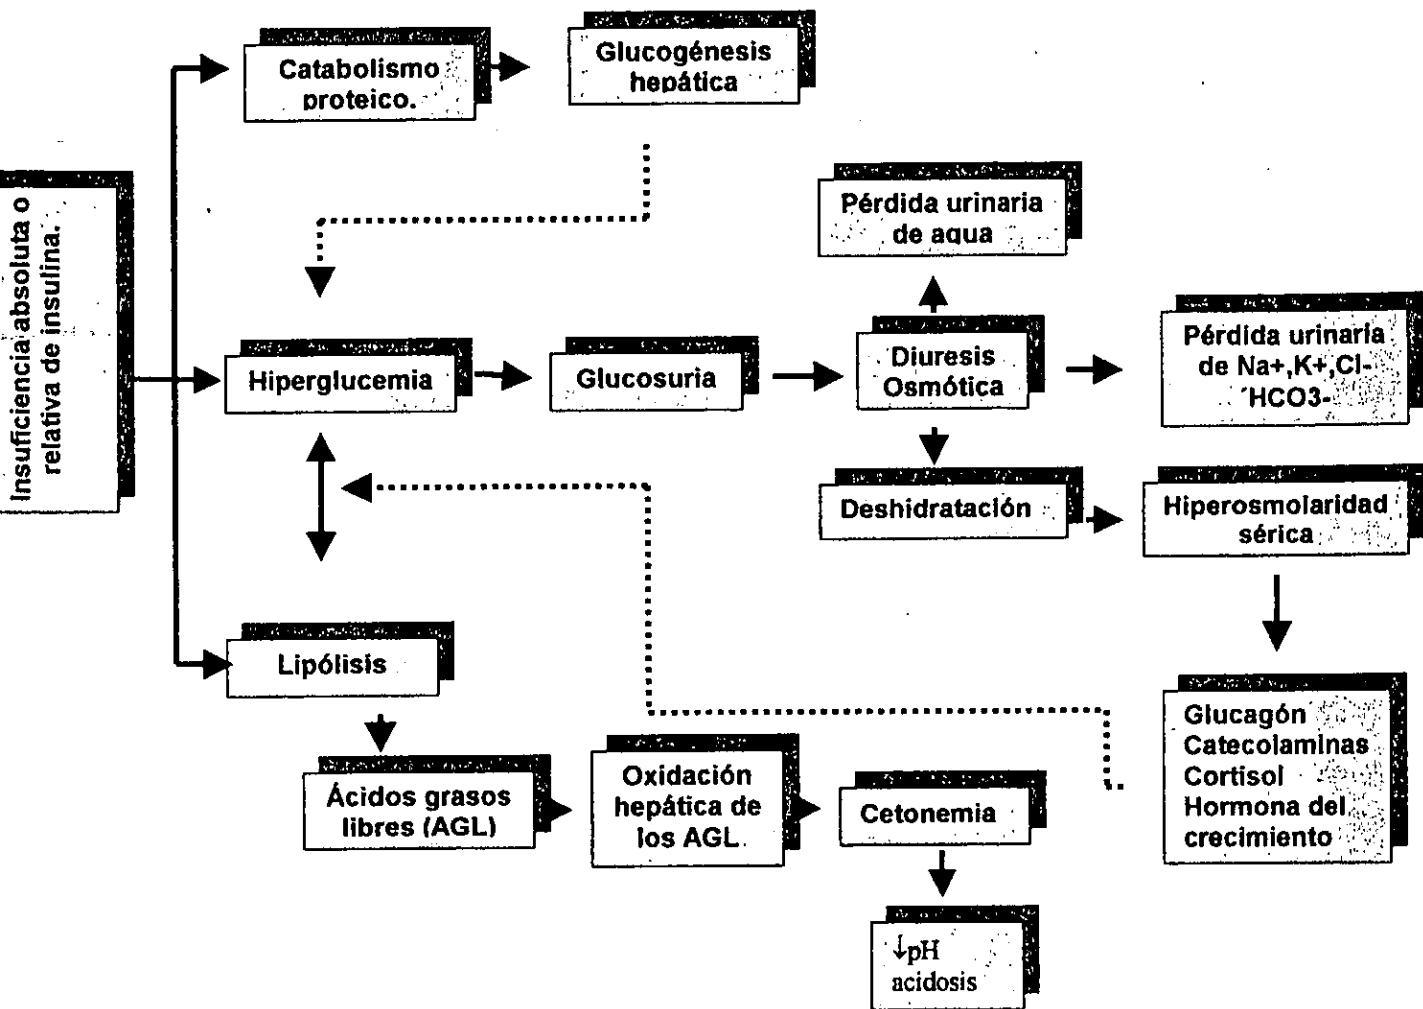 Insuficiencia absoluta o
relativa de insulina.
Catabolismo
proteico.
Glucogénesis
hepática
Hiperglucemia
Glucosuria
Diuresis
Osmótica
Pérdida urinaria
de agua
Pérdida urinaria
de Na+,K+,Cl-
´HCO3-
Deshidratación
Hiperosmolaridad
sérica
Glucagón
Catecolaminas
Cortisol
Hormona del
crecimiento
Lipólisis
Ácidos grasos
libres (AGL)
Oxidación
hepática de
los AGL.
Cetonemia
↓pH
acidosis